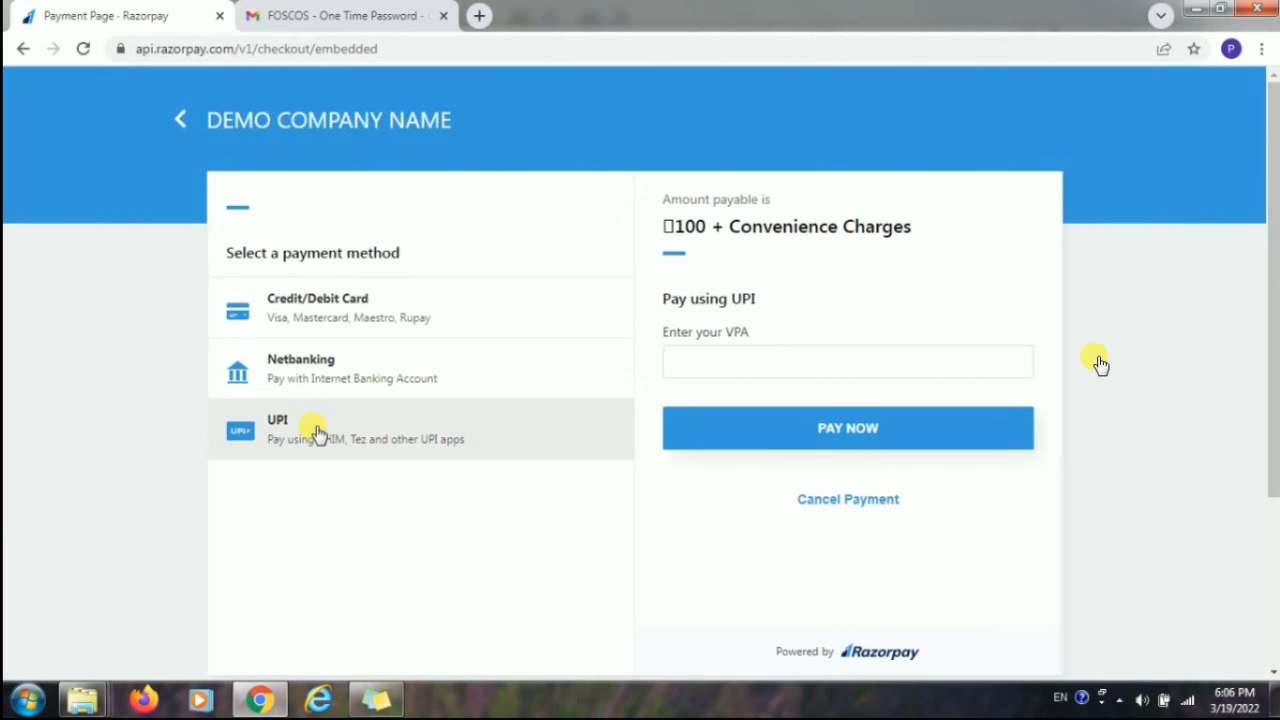 Payment Page - Razorpay
FOSCOS - One Time Password -
api.razorpay.com/v1/checkout/embedded
P
DEMO COMPANY NAME
Select a payment method
Credit/Debit Card
Visa, Mastercard, Maestro, Rupay
Netbanking
Pay with Internet Banking Account
UPI
UPI
Pay using HIM, Tez and other UPI apps
Amount payable is
100 + Convenience Charges
Pay using UPI
Enter your VPA
PAY NOW
Cancel Payment
Powered by Razorpay
EN
6:06 PM
3/19/2022